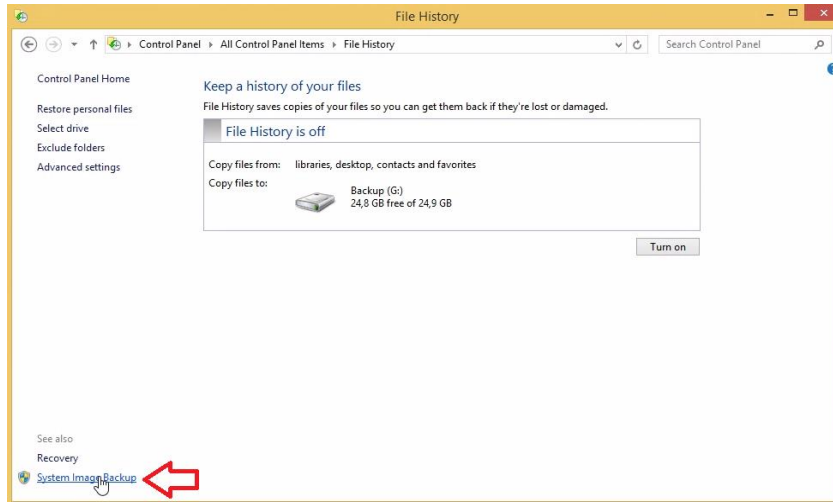 File History
Control Panel ▸ All Control Panel Items ▸ File History
Search Control Panel
Control Panel Home
Restore personal files
Select drive
Exclude folders
Advanced settings
Keep a history of your files
File History saves copies of your files so you can get them back if they're lost or damaged.
File History is off
Copy files from: libraries, desktop, contacts and favorites
Copy files to:
Backup (G:)
24,8 GB free of 24,9 GB
Turn on
See also
Recovery
System Image Backup